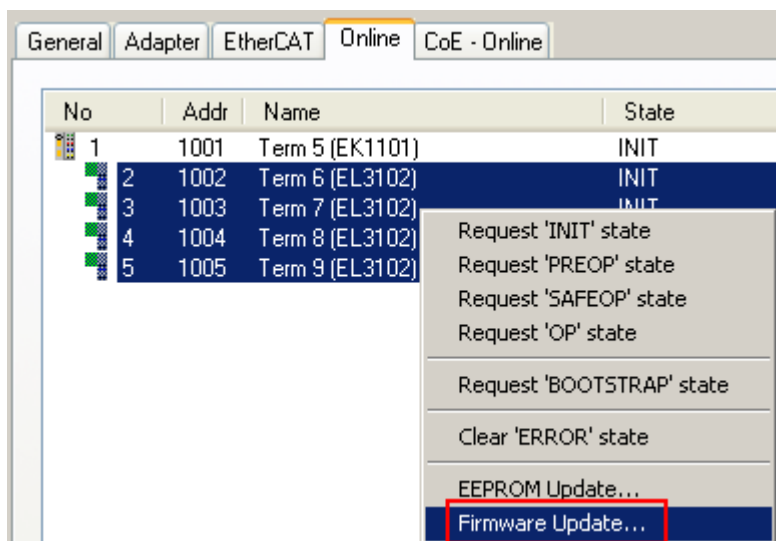 General Adapter EtherCAT Online CoE - Online
No Addr Name State
1 1001 Term 5 (EK1101) INIT
2 1002 Term 6 (EL3102) INIT
3 1003 Term 7 (EL3102) INIT
4 1004 Term 8 (EL3102)
5 1005 Term 9 (EL3102)
Request 'INIT' state
Request 'PREOP' state
Request 'SAFEOP' state
Request 'OP' state
Request 'BOOTSTRAP' state
Clear 'ERROR' state
EEPROM Update...
Firmware Update...